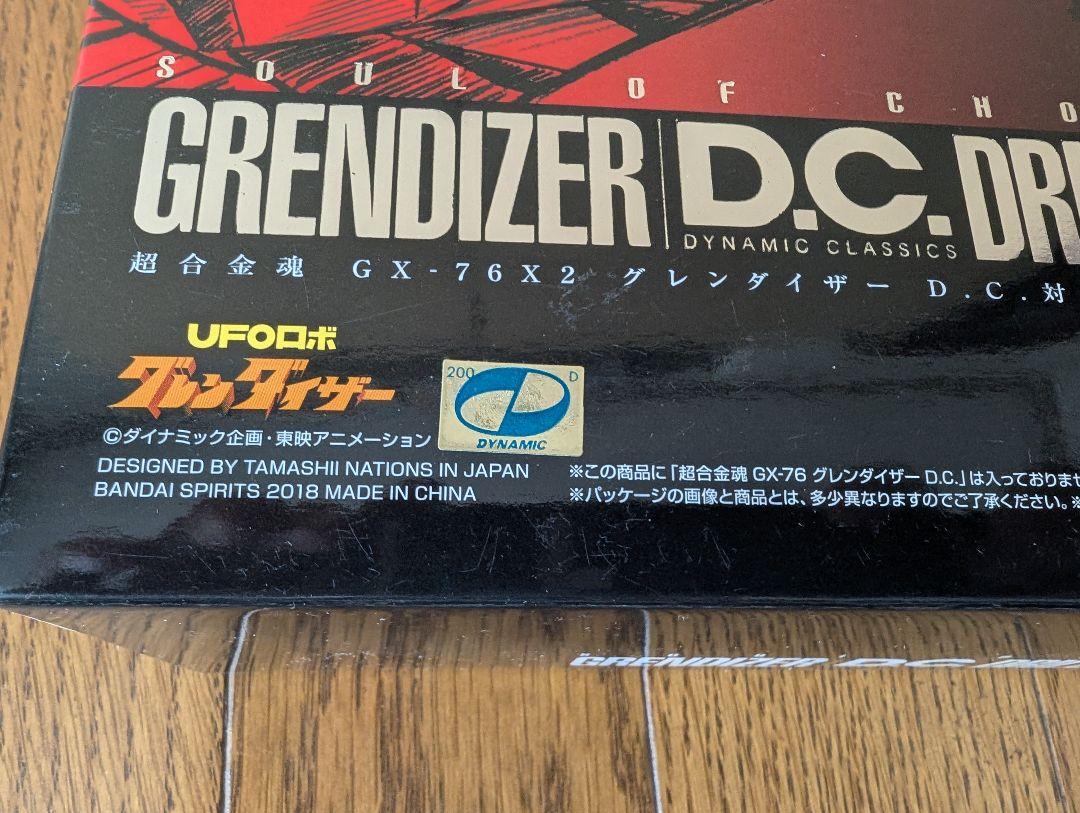 SOUL OF CHO
GRENDIZER D.C. DRI
DYNAMIC CLASSICS
超合金魂 GX-76X2 グレンダイザー D.C.対
UFOロボ
グレンダイザー
200 D
DYNAMIC
©ダイナミック企画・東映アニメーション
DESIGNED BY TAMASHII NATIONS IN JAPAN
BANDAI SPIRITS 2018 MADE IN CHINA
※この商品に「超合金魂 GX-76 グレンダイザー D.C.」は入っておりませ
※パッケージの画像と商品とは、多少異なりますのでご了承ください。※
GRENDIZER D.C.